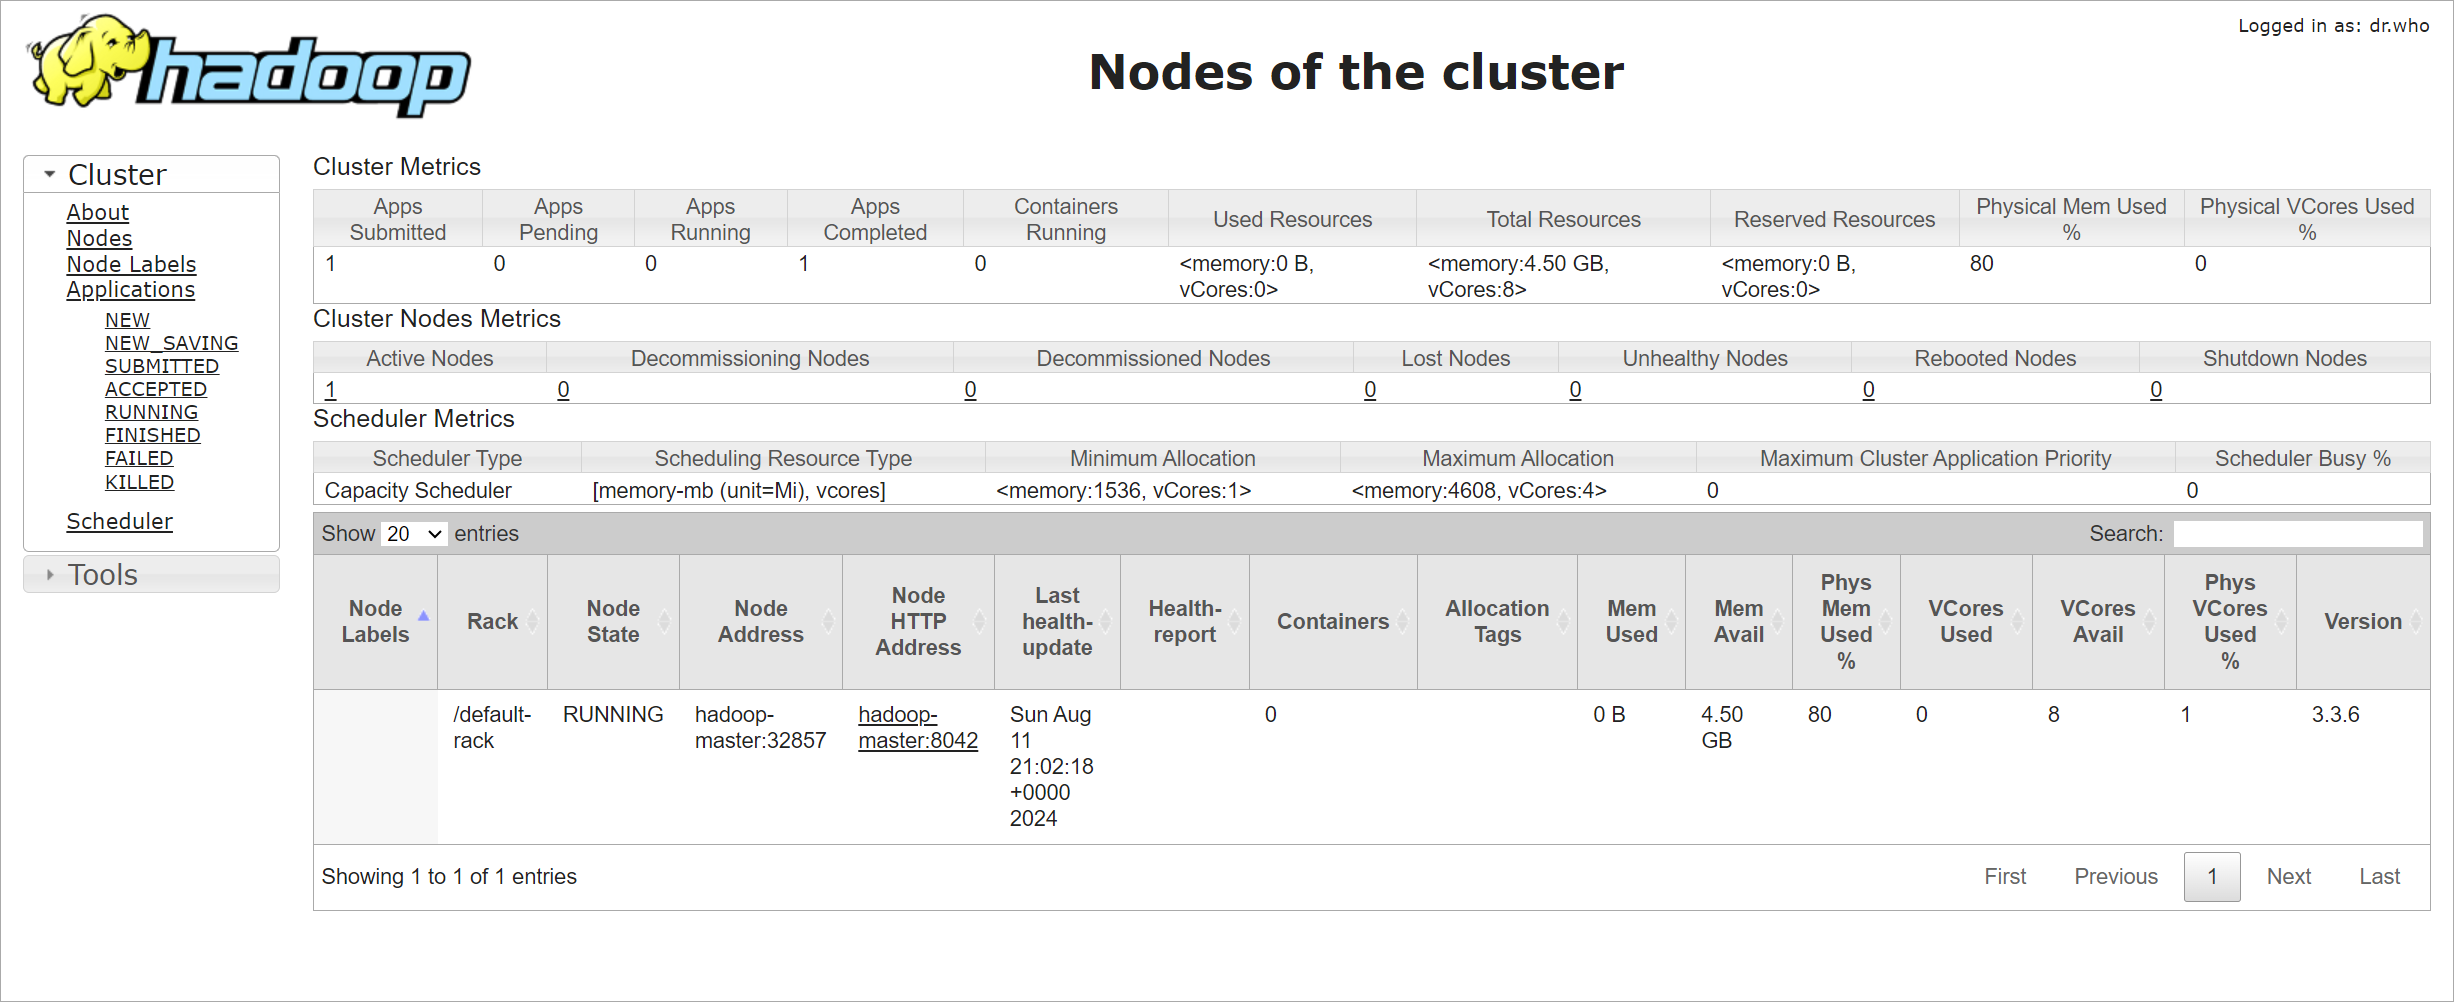 hadoop
Logged in as: dr.who
Nodes of the cluster
Cluster
About
Nodes
Node Labels
Applications
NEW
NEW_SAVING
SUBMITTED
ACCEPTED
RUNNING
FINISHED
FAILED
KILLED
Scheduler
Tools
Cluster Metrics
Apps Submitted Apps Pending Apps Running Apps Completed Containers Running Used Resources Total Resources Reserved Resources Physical Mem Used % Physical VCores Used %
1 0 0 1 0 <memory:0 B, vCores:0> <memory:4.50 GB, vCores:8> <memory:0 B, vCores:0> 80 0
Cluster Nodes Metrics
Active Nodes Decommissioning Nodes Decommissioned Nodes Lost Nodes Unhealthy Nodes Rebooted Nodes Shutdown Nodes
1 0 0 0 0 0 0
Scheduler Metrics
Scheduler Type Scheduling Resource Type Minimum Allocation Maximum Allocation Maximum Cluster Application Priority Scheduler Busy %
Capacity Scheduler [memory-mb (unit=Mi), vcores] <memory:1536, vCores:1> <memory:4608, vCores:4> 0 0
Show 20 entries Search:
Node Labels Rack Node State Node Address Node HTTP Address Last health-update Health-report Containers Allocation Tags Mem Used Mem Avail Phys Mem Used % VCores Used VCores Avail Phys VCores Used % Version
/default-rack RUNNING hadoop-master:32857 hadoop-master:8042 Sun Aug 11 21:02:18 +0000 2024 0 0 B 4.50 GB 80 0 8 1 3.3.6
Showing 1 to 1 of 1 entries First Previous 1 Next Last